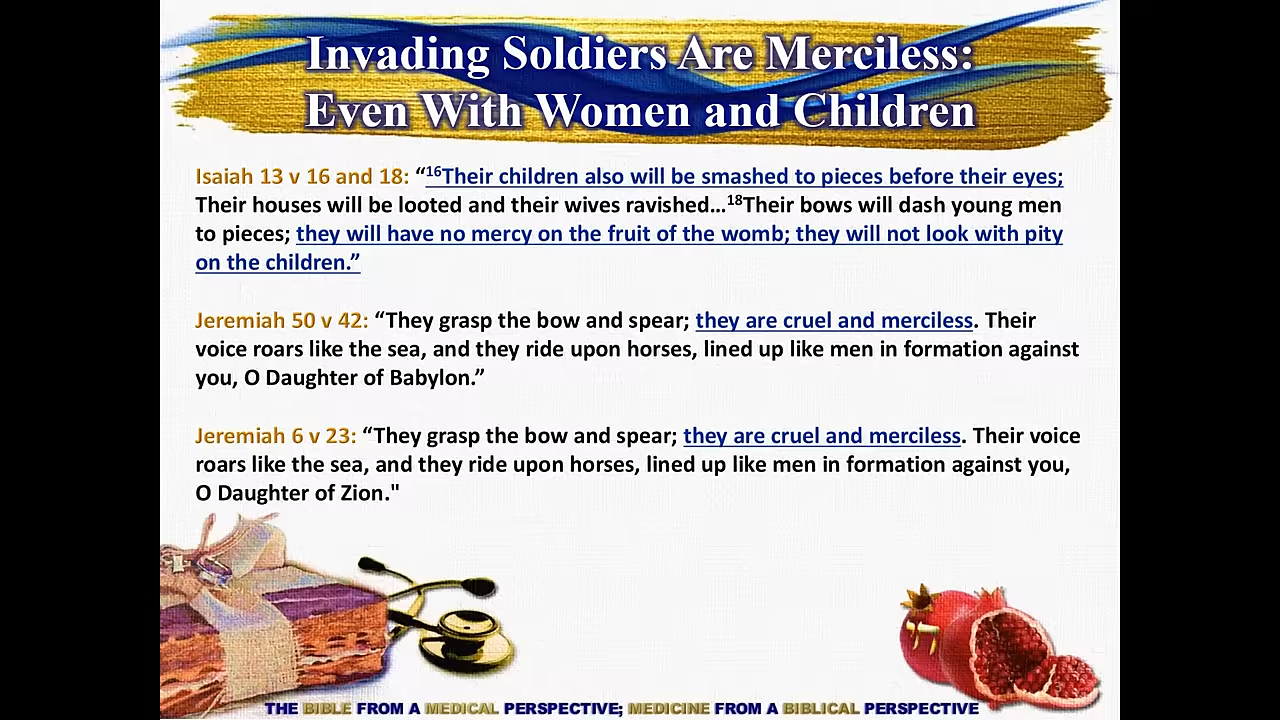 Invading Soldiers Are Merciless:
Even With Women and Children
Isaiah 13 v 16 and 18: “¹⁶Their children also will be smashed to pieces before their eyes;
Their houses will be looted and their wives ravished…¹⁸Their bows will dash young men
to pieces; they will have no mercy on the fruit of the womb; they will not look with pity
on the children.”
Jeremiah 50 v 42: “They grasp the bow and spear; they are cruel and merciless. Their
voice roars like the sea, and they ride upon horses, lined up like men in formation against
you, O Daughter of Babylon.”
Jeremiah 6 v 23: “They grasp the bow and spear; they are cruel and merciless. Their voice
roars like the sea, and they ride upon horses, lined up like men in formation against you,
O Daughter of Zion."
THE BIBLE FROM A MEDICAL PERSPECTIVE; MEDICINE FROM A BIBLICAL PERSPECTIVE